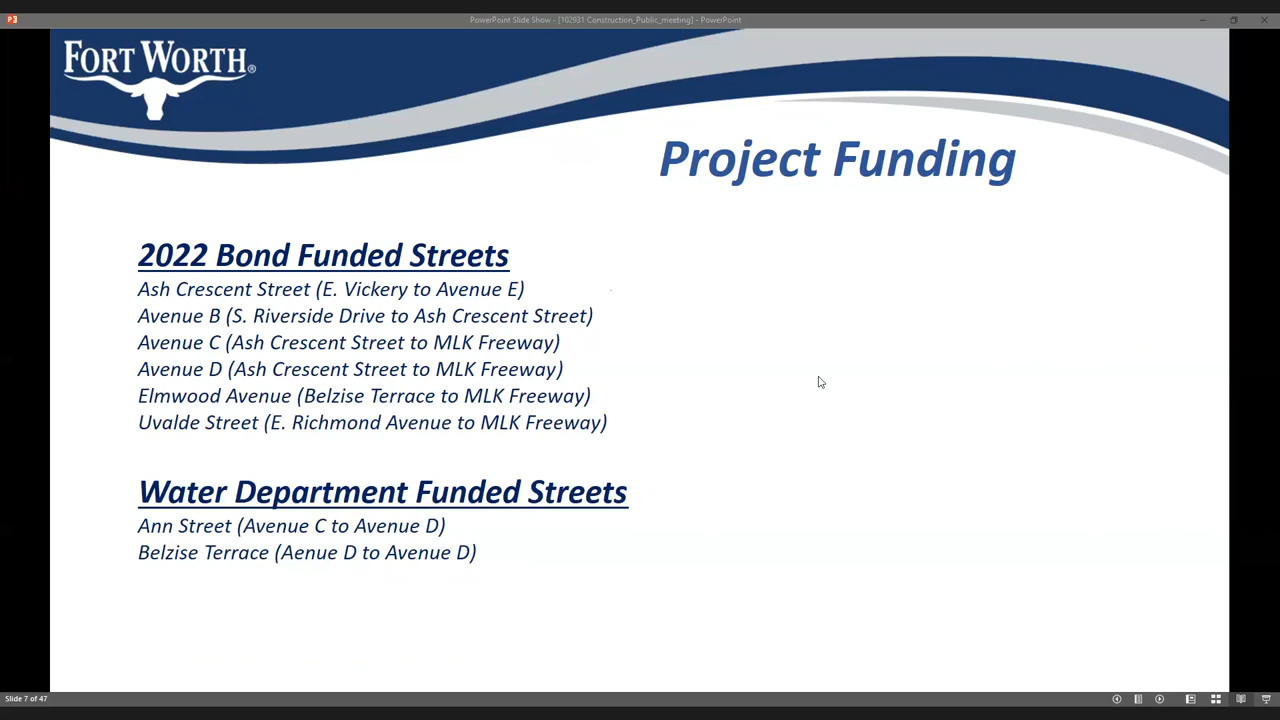 PowerPoint Slide Show - [102931 Construction_Public_meeting] - PowerPoint
FORT WORTH®
Project Funding
2022 Bond Funded Streets
Ash Crescent Street (E. Vickery to Avenue E)
Avenue B (S. Riverside Drive to Ash Crescent Street)
Avenue C (Ash Crescent Street to MLK Freeway)
Avenue D (Ash Crescent Street to MLK Freeway)
Elmwood Avenue (Belzise Terrace to MLK Freeway)
Uvalde Street (E. Richmond Avenue to MLK Freeway)
Water Department Funded Streets
Ann Street (Avenue C to Avenue D)
Belzise Terrace (Aenue D to Avenue D)
Slide 7 of 47